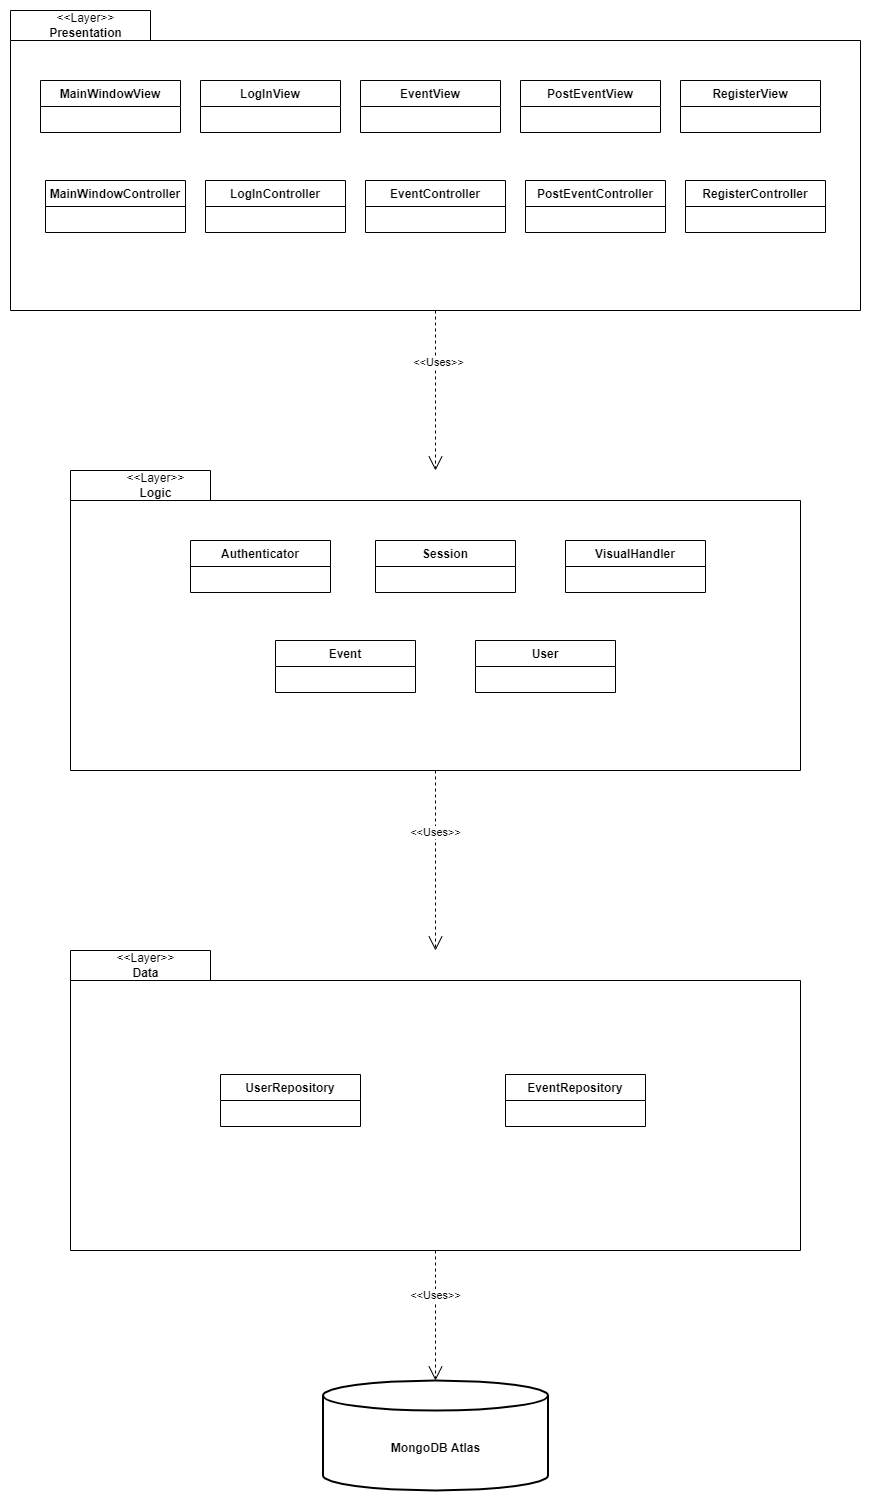 <<Layer>>
Presentation
MainWindowView
LogInView
EventView
PostEventView
RegisterView
MainWindowController
LogInController
EventController
PostEventController
RegisterController
<<Uses>>
<<Layer>>
Logic
Authenticator
Session
VisualHandler
Event
User
<<Uses>>
<<Layer>>
Data
UserRepository
EventRepository
<<Uses>>
MongoDB Atlas